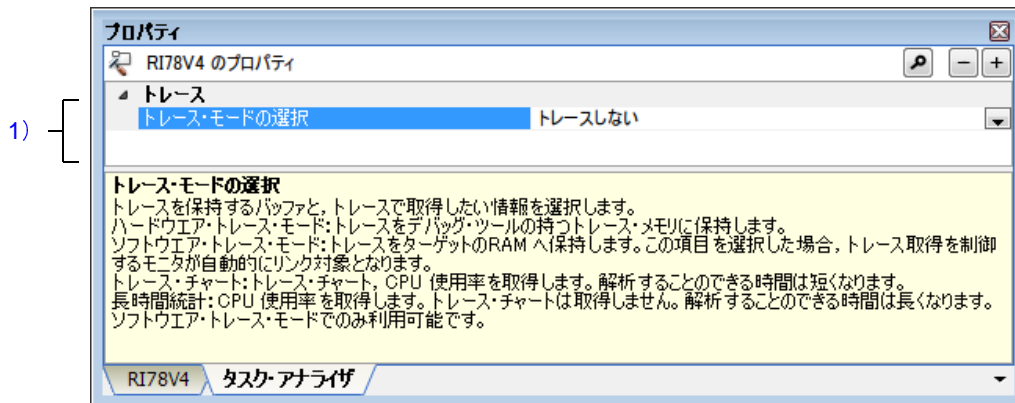 プロパティ
RI78V4 のプロパティ
1)
トレース
トレース・モードの選択 トレースしない
トレース・モードの選択
トレースを保持するバッファと，トレースで取得したい情報を選択します。
ハードウエア・トレース・モード：トレースをデバッグ・ツールの持つトレース・メモリに保持します。
ソフトウエア・トレース・モード：トレースをターゲットのRAM へ保持します。この項目を選択した場合，トレース取得を制御
するモニタが自動的にリンク対象となります。
トレース・チャート：トレース・チャート，CPU 使用率を取得します。解析することのできる時間は短くなります。
長時間統計：CPU 使用率を取得します。トレース・チャートは取得しません。解析することのできる時間は長くなります。
ソフトウエア・トレース・モードでのみ利用可能です。
RI78V4 タスク・アナライザ